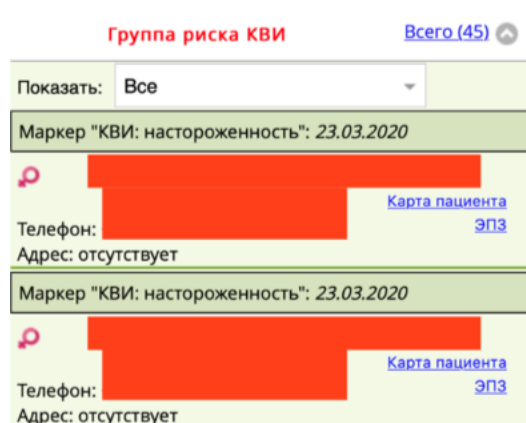 Группа риска КВИ Всего (45)
Показать: Все
Маркер "КВИ: настороженность": 23.03.2020
Карта пациента
Телефон: ЭПЗ
Адрес: отсутствует
Маркер "КВИ: настороженность": 23.03.2020
Карта пациента
Телефон: ЭПЗ
Адрес: отсутствует